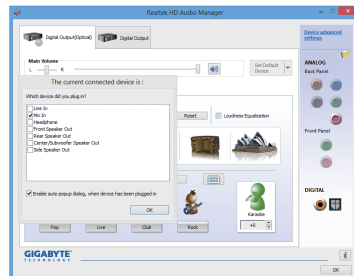 Realtek HD Audio Manager
Digital Output(Optical)
Digital Output
Device advanced
settings
Main Volume
L
R
Set Default
Device
ANALOG
Back Panel
The current connected device is :
Which device did you plug in?
Line In
Mic In
Headphone
Front Speaker Out
Rear Speaker Out
Center/Subwoofer Speaker Out
Side Speaker Out
Enable auto popup dialog, when device has been plugged in
OK
Reset
Loudness Equalization
Front Panel
DIGITAL
Karaoke
Pop
Live
Club
Rock
+0
GIGABYTE
TECHNOLOGY
OK